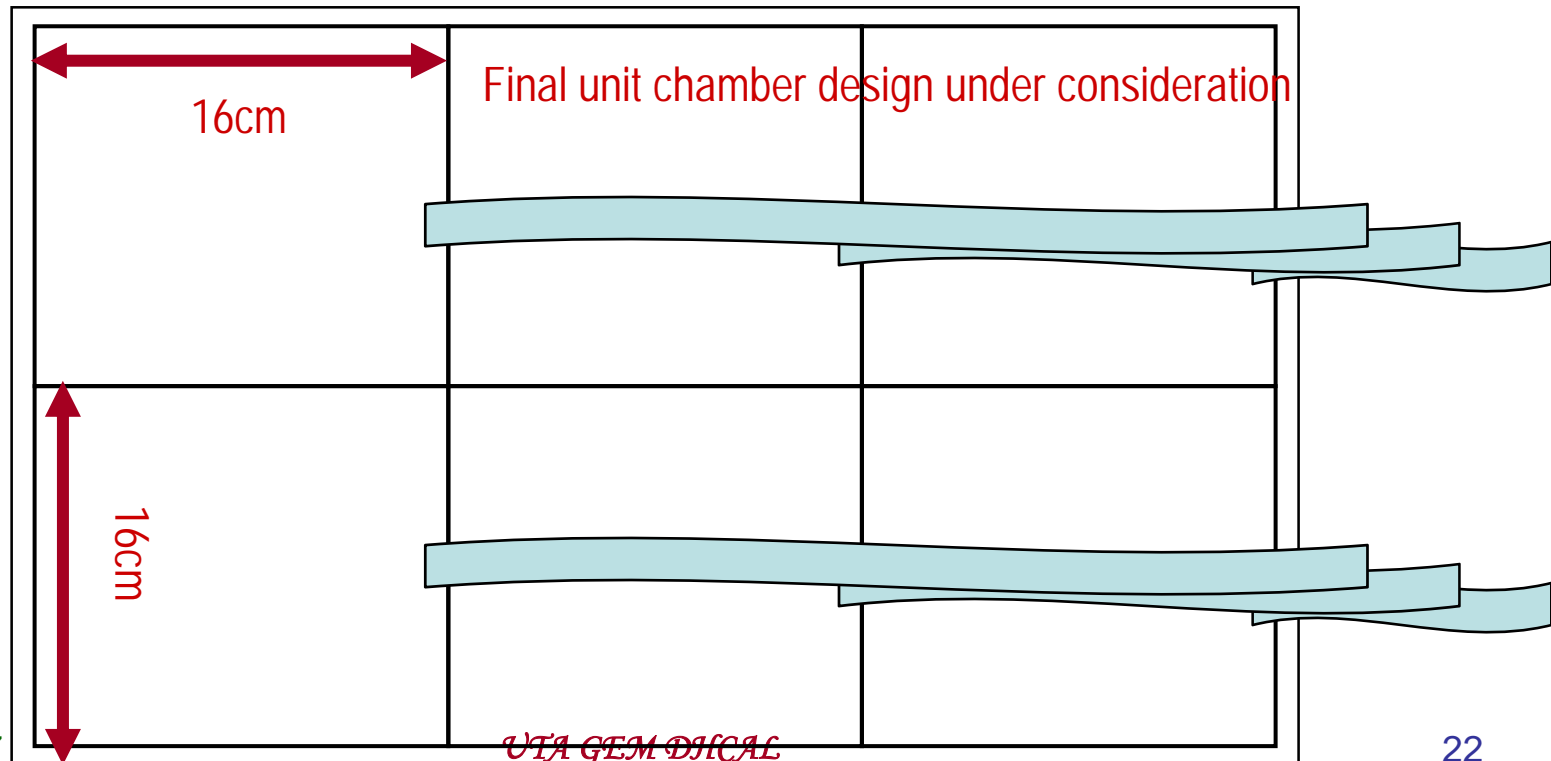 16cm
Final unit chamber design under consideration
16cm
UTA GEM DHCAL
22